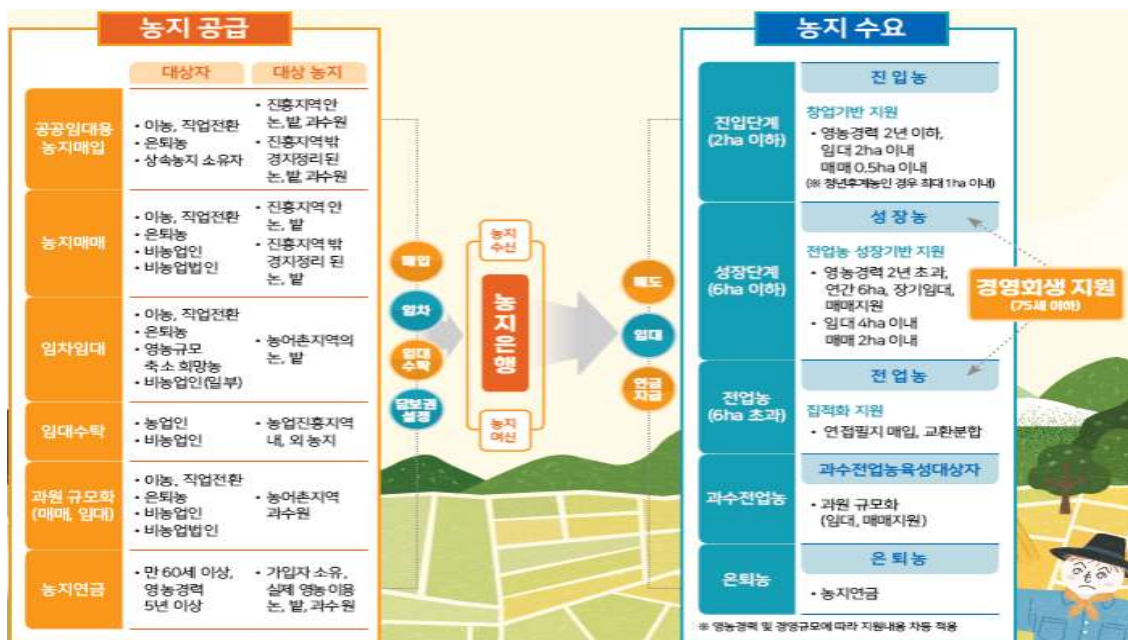 농지 공급
대상자
대상 농지
공공임대용
농지매입
• 이농, 직업전환
• 은퇴농
• 상속농지 소유자
• 진흥지역 안
논, 밭, 과수원
• 진흥지역 밖
경지정리 된
논, 밭, 과수원
농지매매
• 이농, 직업전환
• 은퇴농
• 비농업인
• 비농업법인
• 진흥지역 안
논, 밭
• 진흥지역 밖
경지정리 된
논, 밭
임차임대
• 이농, 직업전환
• 은퇴농
• 영농규모
축소 희망농
• 비농업인(일부)
• 농어촌지역의
논, 밭
임대수탁
• 농업인
• 비농업인
• 농업진흥지역
내, 외 농지
과원 규모화
(매매, 임대)
• 이농, 직업전환
• 은퇴농
• 비농업인
• 비농업법인
• 농어촌지역
과수원
농지연금
• 만 60세 이상,
영농경력
5년 이상
• 가입자 소유,
실제 영농 이용
논, 밭, 과수원
매입
임차
임대
수탁
담보권
설정
농지
수신
농지은행
농지
여신
매도
임대
연금
지급
농지 수요
진입단계
(2ha 이하)
진입농
창업기반 지원
• 영농경력 2년 이하,
임대 2ha 이내
매매 0.5ha 이내
(※ 청년후계농인 경우 최대 1ha 이내)
성장단계
(6ha 이하)
성장농
전업농 성장기반 지원
• 영농경력 2년 초과,
연간 6ha, 장기임대,
매매지원
• 임대 4ha 이내
매매 2ha 이내
경영회생 지원
(75세 이하)
전업농
(6ha 초과)
전업농
집적화 지원
• 연접필지 매입, 교환분합
과수전업농
과수전업농육성대상자
• 과원 규모화
(임대, 매매지원)
은퇴농
은퇴농
• 농지연금
※ 영농경력 및 경영규모에 따라 지원내용 차등 적용